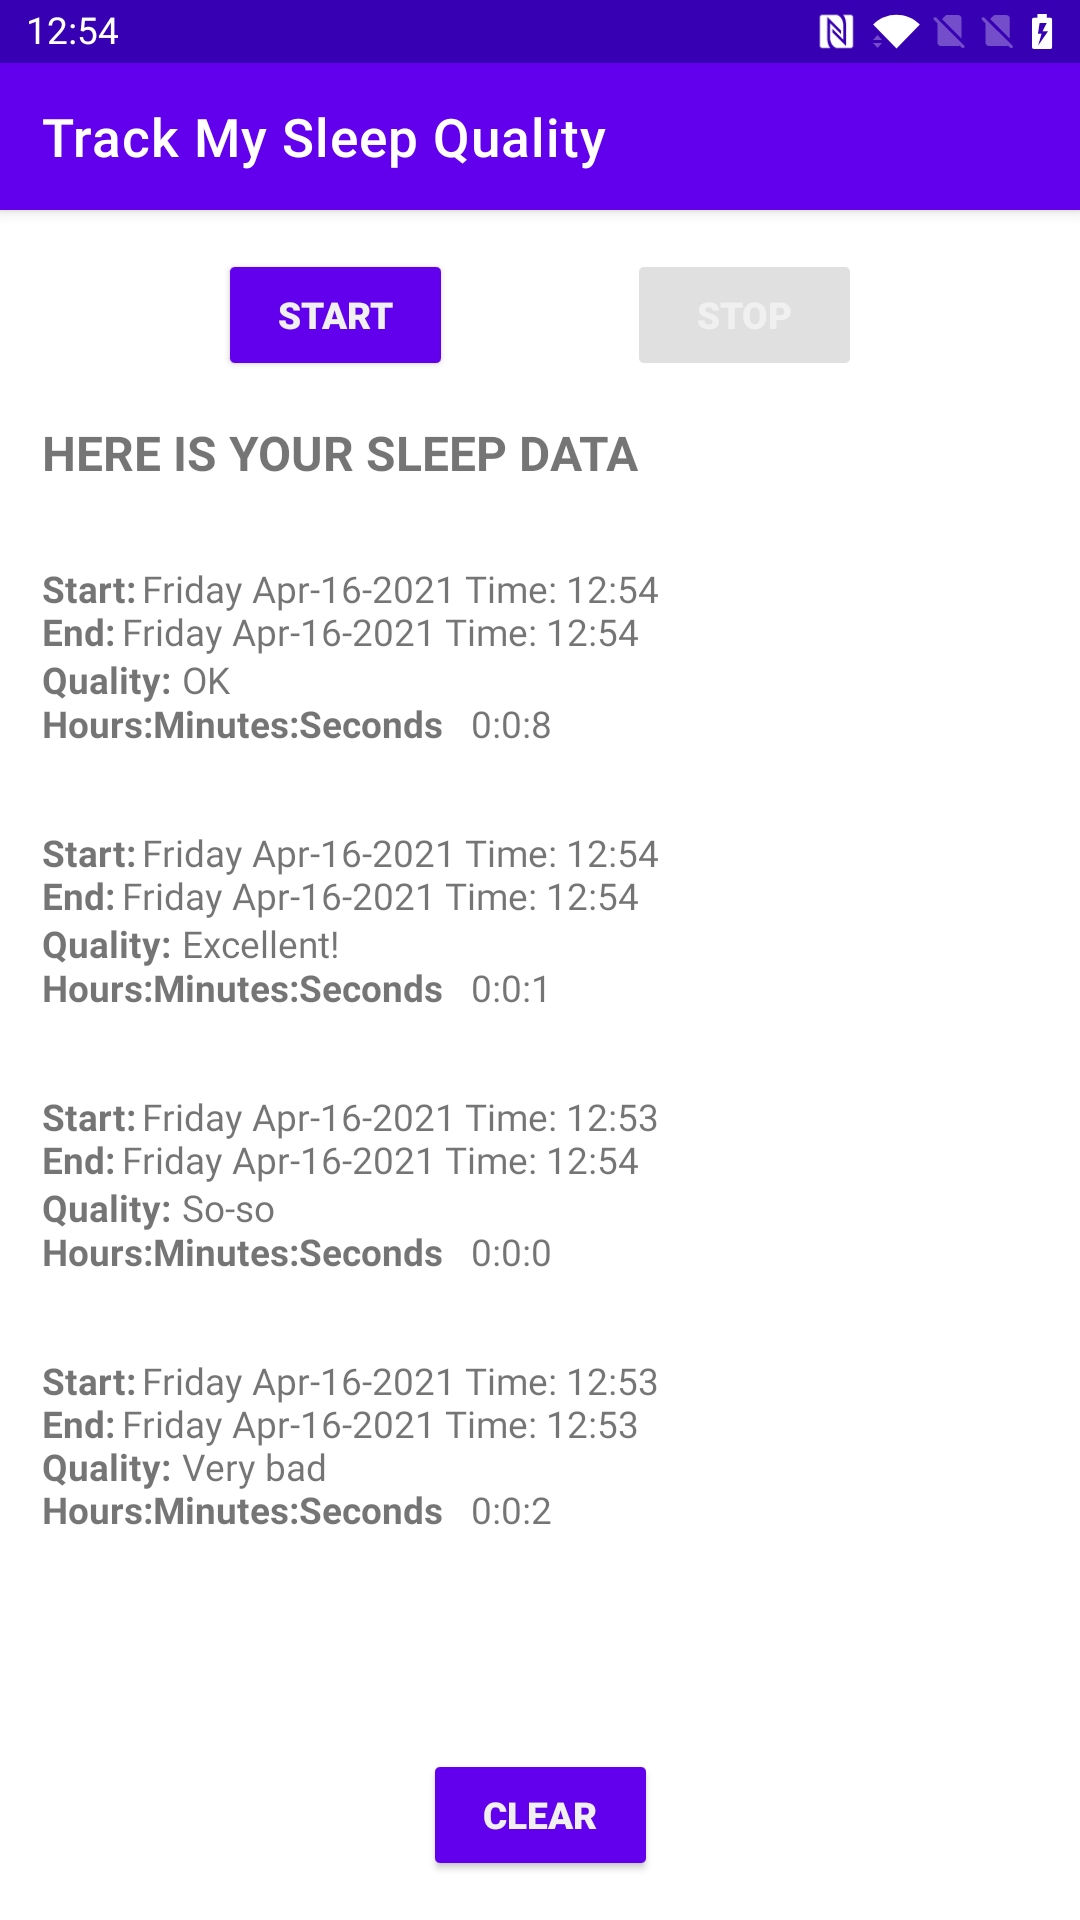 12:54
Track My Sleep Quality
START
STOP
HERE IS YOUR SLEEP DATA
Start: Friday Apr-16-2021 Time: 12:54
End: Friday Apr-16-2021 Time: 12:54
Quality: OK
Hours:Minutes:Seconds 0:0:8
Start: Friday Apr-16-2021 Time: 12:54
End: Friday Apr-16-2021 Time: 12:54
Quality: Excellent!
Hours:Minutes:Seconds 0:0:1
Start: Friday Apr-16-2021 Time: 12:53
End: Friday Apr-16-2021 Time: 12:54
Quality: So-so
Hours:Minutes:Seconds 0:0:0
Start: Friday Apr-16-2021 Time: 12:53
End: Friday Apr-16-2021 Time: 12:53
Quality: Very bad
Hours:Minutes:Seconds 0:0:2
CLEAR